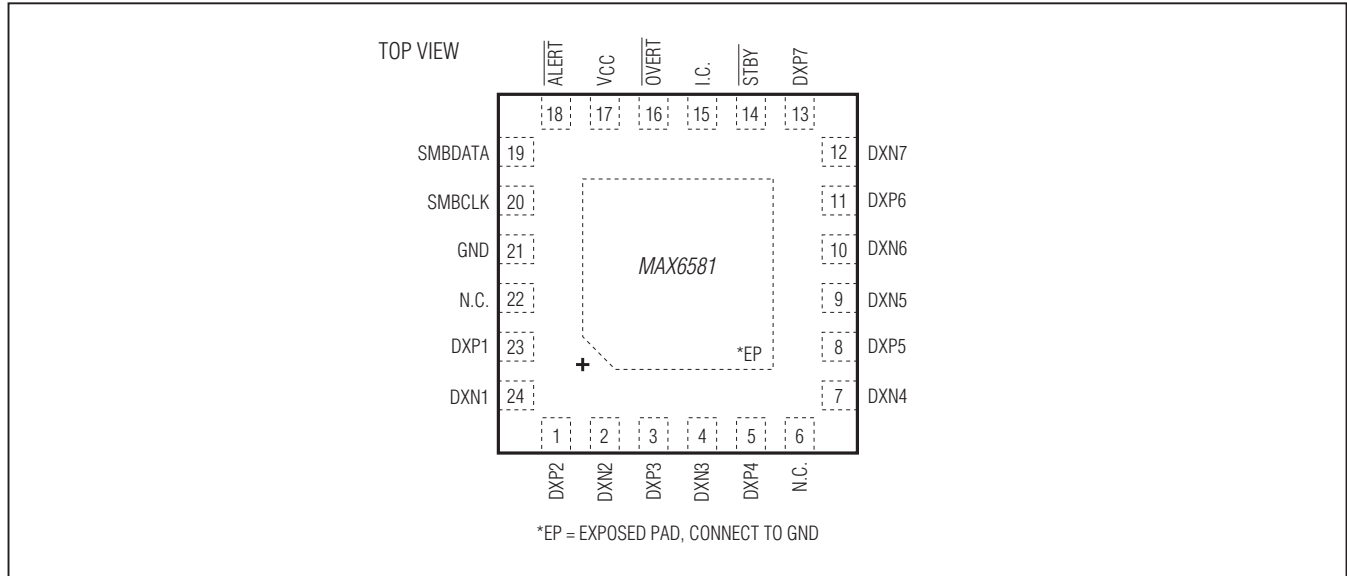 TOP VIEW
ALERT
VCC
OVERT
I.C.
STBY
DXP7
18
17
16
15
14
13
SMBDATA 19
12 DXN7
SMBCLK 20
11 DXP6
GND 21
10 DXN6
MAX6581
N.C. 22
9 DXN5
DXP1 23
8 DXP5
*EP
+
DXN1 24
7 DXN4
1
2
3
4
5
6
DXP2
DXN2
DXP3
DXN3
DXP4
N.C.
*EP = EXPOSED PAD, CONNECT TO GND